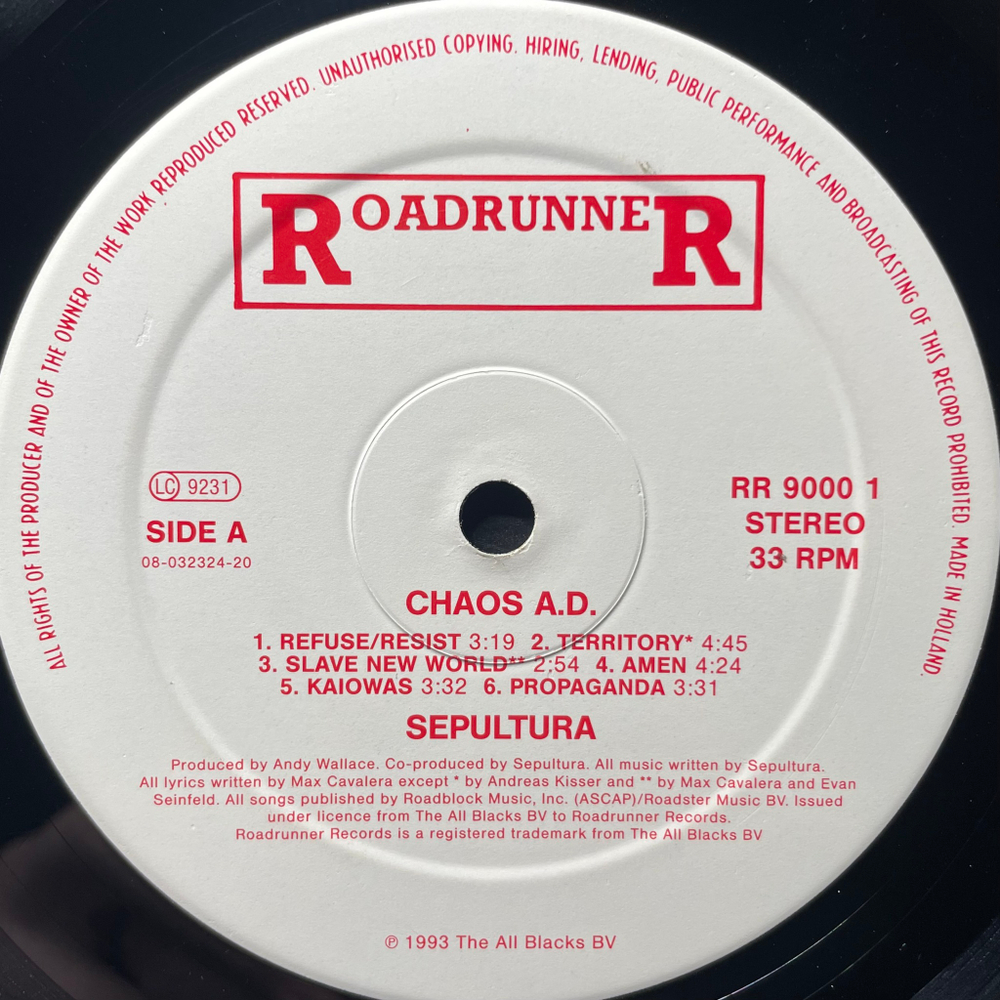 ALL RIGHTS OF THE PRODUCER AND OF THE OWNER OF THE WORK REPRODUCED RESERVED. UNAUTHORISED COPYING. HIRING, LENDING, PUBLIC PERFORMANCE AND BROADCASTING OF THIS RECORD PROHIBITED. MADE IN HOLLAND.
ROADRUNNER
LC 9231
SIDE A
08-032324-20
RR 9000 1
STEREO
33 RPM
CHAOS A.D.
1. REFUSE/RESIST 3:19 2. TERRITORY* 4:45
3. SLAVE NEW WORLD** 2:54 4. AMEN 4:24
5. KAIOWAS 3:32 6. PROPAGANDA 3:31
SEPULTURA
Produced by Andy Wallace. Co-produced by Sepultura. All music written by Sepultura.
All lyrics written by Max Cavalera except * by Andreas Kisser and ** by Max Cavalera and Evan
Seinfeld. All songs published by Roadblock Music, Inc. (ASCAP)/Roadster Music BV. Issued
under licence from The All Blacks BV to Roadrunner Records.
Roadrunner Records is a registered trademark from The All Blacks BV
℗ 1993 The All Blacks BV